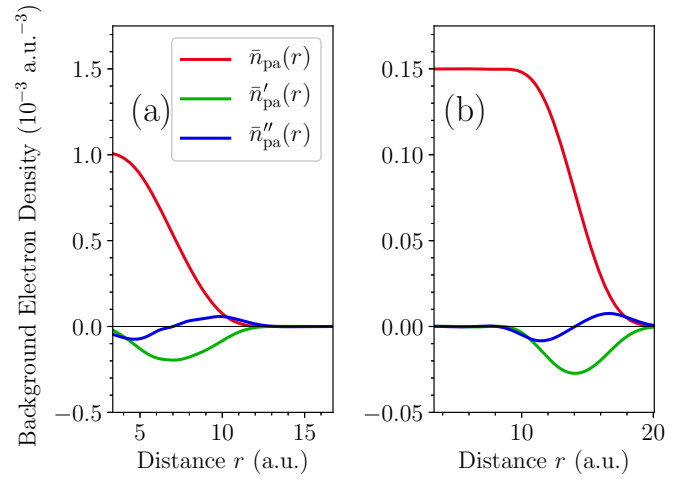 Background Electron Density (10⁻³ a.u.⁻³)
1.5
1.0
0.5
0.0
−0.5
(a)
n̄ₚₐ(r)
n̄′ₚₐ(r)
n̄″ₚₐ(r)
5 10 15
Distance r (a.u.)
0.15
0.10
0.05
0.00
−0.05
(b)
10 20
Distance r (a.u.)